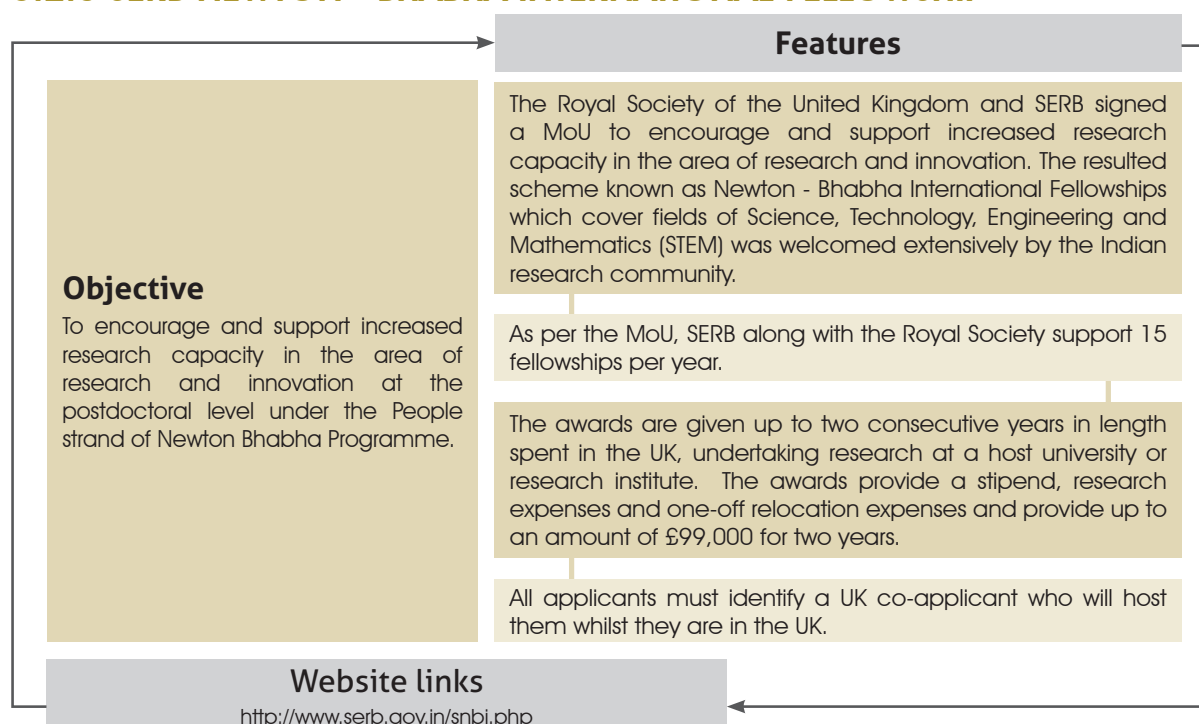 Features
Objective
To encourage and support increased
research capacity in the area of
research and innovation at the
postdoctoral level under the People
strand of Newton Bhabha Programme.
The Royal Society of the United Kingdom and SERB signed
a MoU to encourage and support increased research
capacity in the area of research and innovation. The resulted
scheme known as Newton - Bhabha International Fellowships
which cover fields of Science, Technology, Engineering and
Mathematics (STEM) was welcomed extensively by the Indian
research community.
As per the MoU, SERB along with the Royal Society support 15
fellowships per year.
The awards are given up to two consecutive years in length
spent in the UK, undertaking research at a host university or
research institute. The awards provide a stipend, research
expenses and one-off relocation expenses and provide up to
an amount of £99,000 for two years.
All applicants must identify a UK co-applicant who will host
them whilst they are in the UK.
Website links
http://www.serb.gov.in/snbi.php